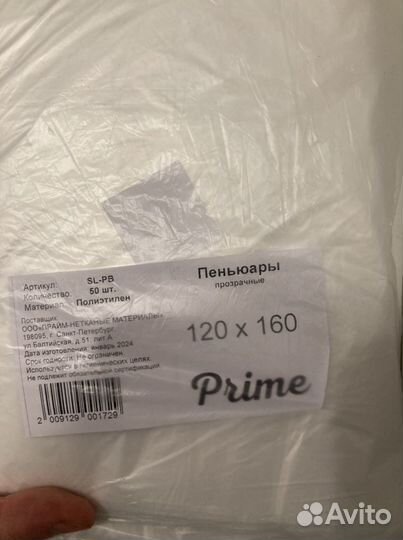 Артикул: SL-PB
Количество: 50 шт.
Материал: Полиэтилен
Поставщик
ООО«ПРАЙМ-НЕТКАНЫЕ МАТЕРИАЛЫ»
198095, г. Санкт-Петербург,
ул.Балтийская, д.51, лит А
Дата изготовления: январь 2024
Срок годности: Не ограничен.
Используются в гигиенических целях.
Не подлежит обязательной сертификации
2 009129 001729
Пеньюары
прозрачные
120 x 160
Prime
Avito